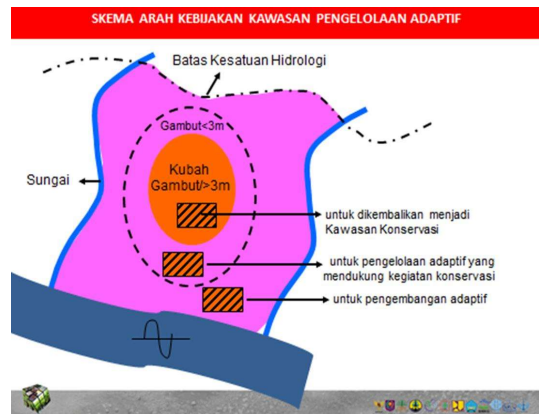 SKEMA ARAH KEBIJAKAN KAWASAN PENGELOLAAN ADAPTIF
Batas Kesatuan Hidrologi
Gambut<3m
Kubah
Gambut/>3m
Sungai
untuk dikembalikan menjadi
Kawasan Konservasi
untuk pengelolaan adaptif yang
mendukung kegiatan konservasi
untuk pengembangan adaptif